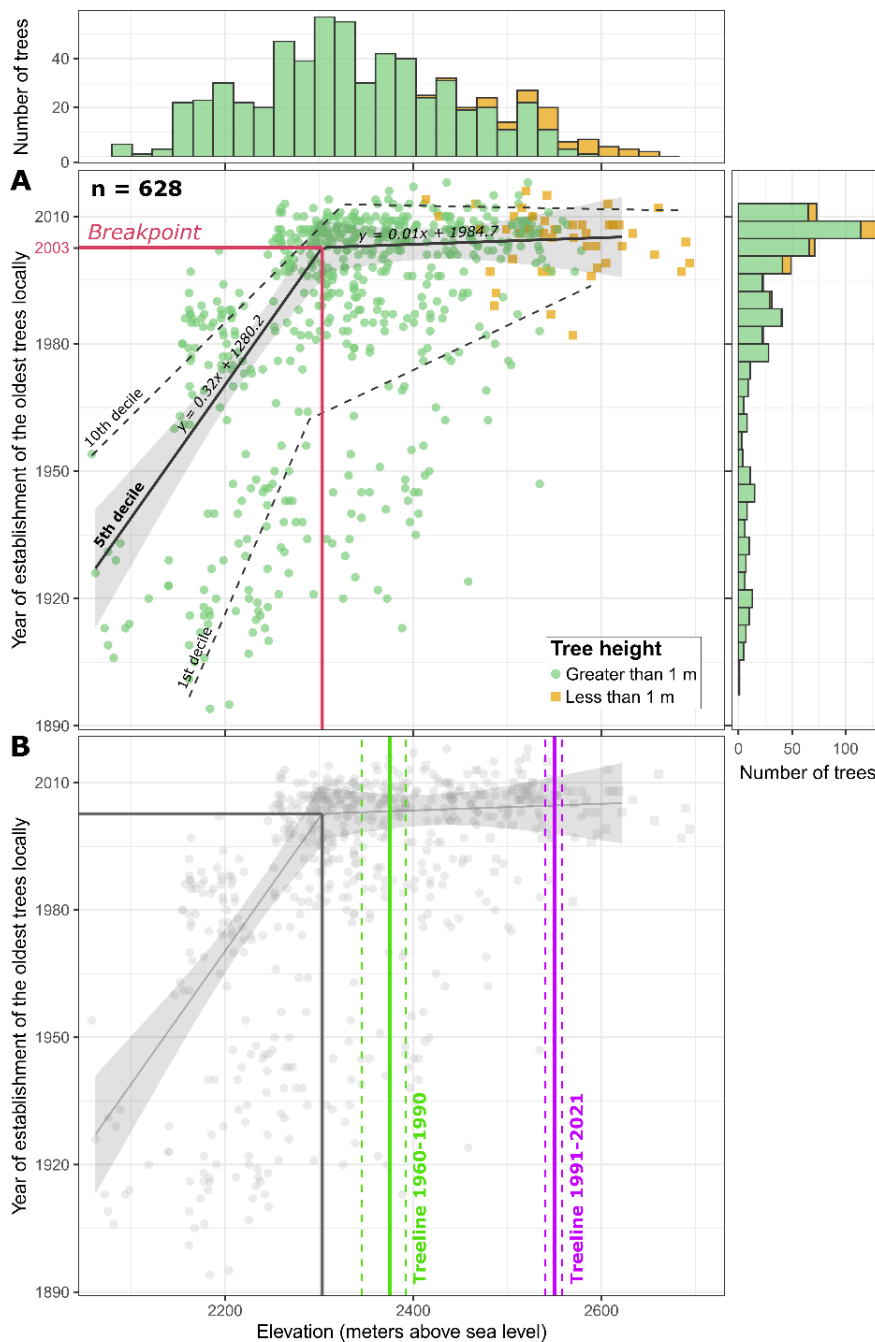 Number of trees
40
20
0
A
n = 628
Breakpoint
y = 0.01x + 1984.7
y = 0.32x + 1280.2
10th decile
5th decile
1st decile
Year of establishment of the oldest trees locally
2010
2003
1980
1950
1920
1890
Tree height
Greater than 1 m
Less than 1 m
0 50 100
Number of trees
B
Year of establishment of the oldest trees locally
2010
1980
1950
1920
1890
Treeline 1960-1990
Treeline 1991-2021
2200 2400 2600
Elevation (meters above sea level)